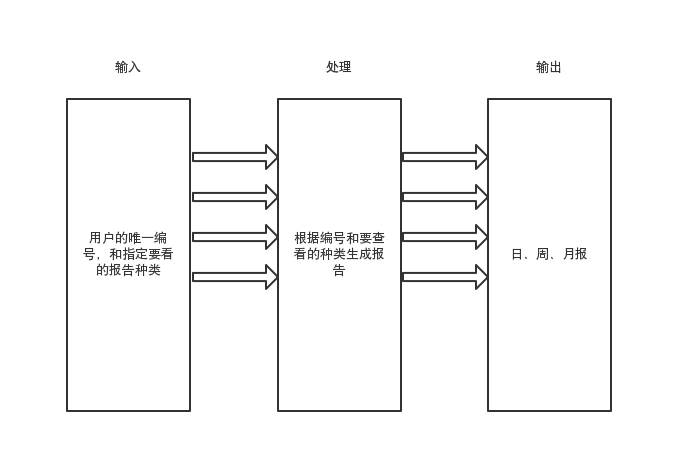 输入
处理
输出
用户的唯一编
号，和指定要看
的报告种类
根据编号和要查
看的种类生成报
告
日、周、月报